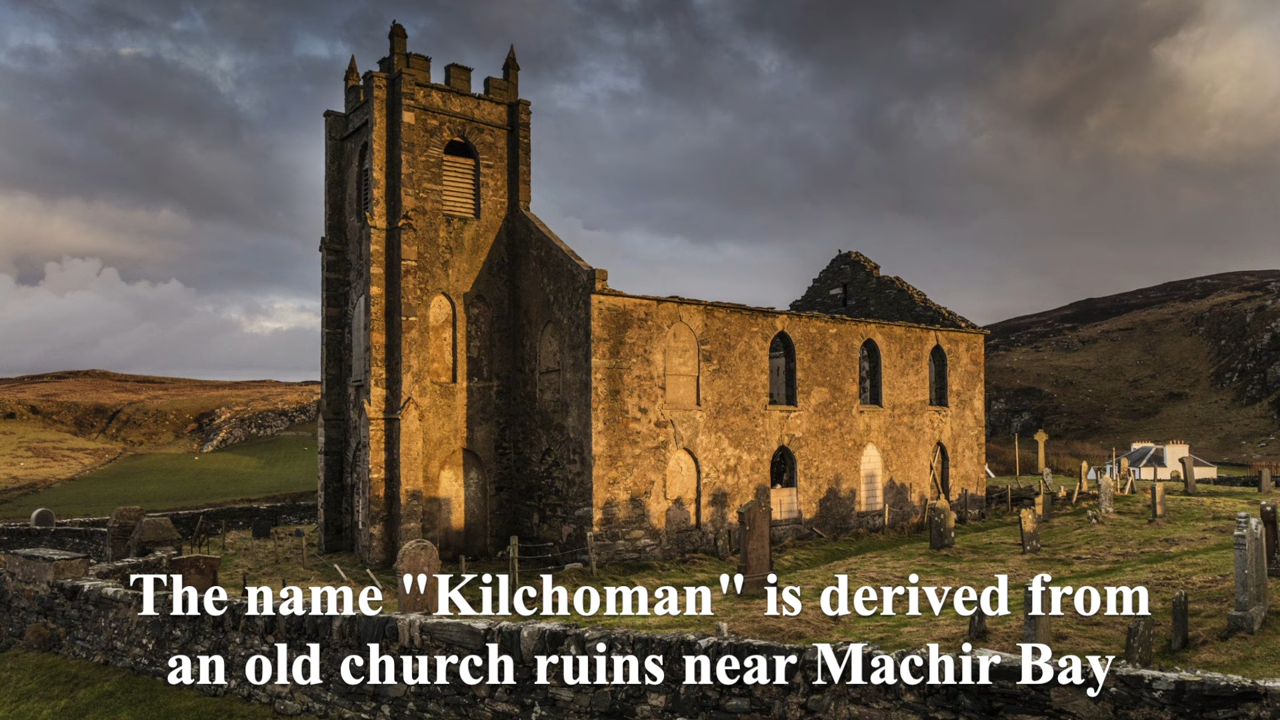 The name "Kilchoman" is derived from
an old church ruins near Machir Bay